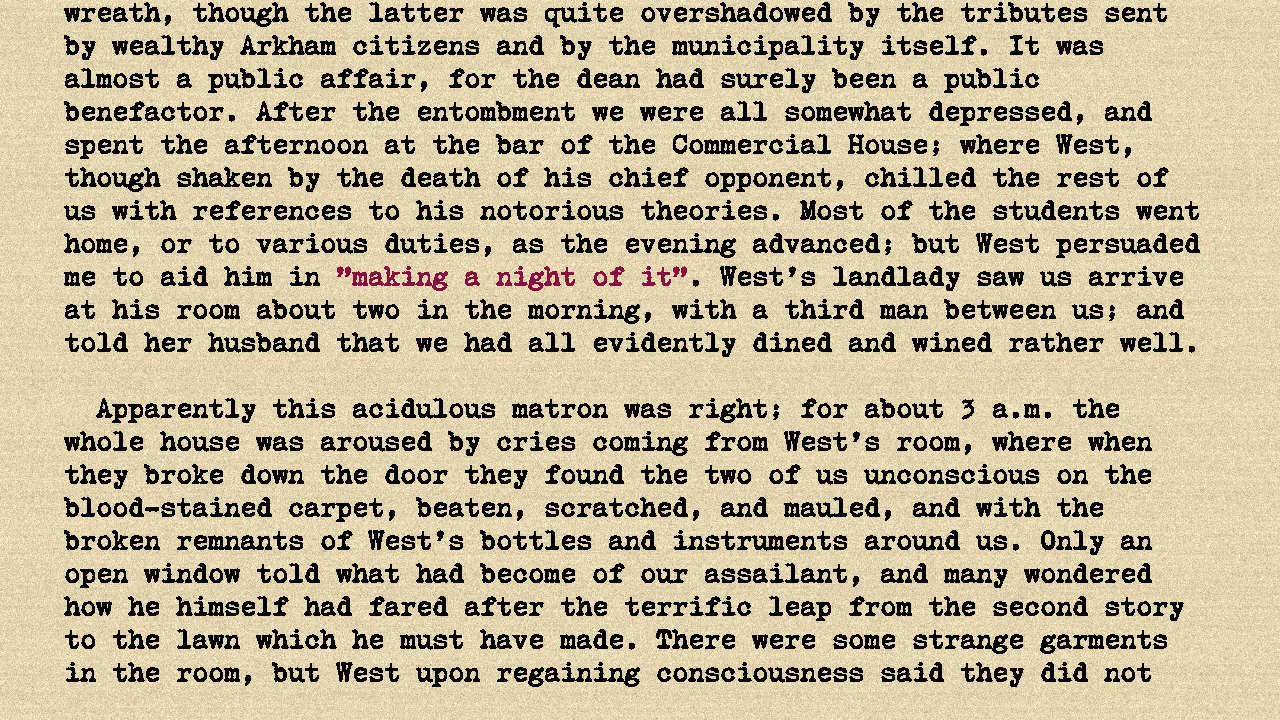 wreath, though the latter was quite overshadowed by the tributes sent
by wealthy Arkham citizens and by the municipality itself. It was
almost a public affair, for the dean had surely been a public
benefactor. After the entombment we were all somewhat depressed, and
spent the afternoon at the bar of the Commercial House; where West,
though shaken by the death of his chief opponent, chilled the rest of
us with references to his notorious theories. Most of the students went
home, or to various duties, as the evening advanced; but West persuaded
me to aid him in ”making a night of it”. West’s landlady saw us arrive
at his room about two in the morning, with a third man between us; and
told her husband that we had all evidently dined and wined rather well.
Apparently this acidulous matron was right; for about 3 a.m. the
whole house was aroused by cries coming from West’s room, where when
they broke down the door they found the two of us unconscious on the
blood-stained carpet, beaten, scratched, and mauled, and with the
broken remnants of West’s bottles and instruments around us. Only an
open window told what had become of our assailant, and many wondered
how he himself had fared after the terrific leap from the second story
to the lawn which he must have made. There were some strange garments
in the room, but West upon regaining consciousness said they did not